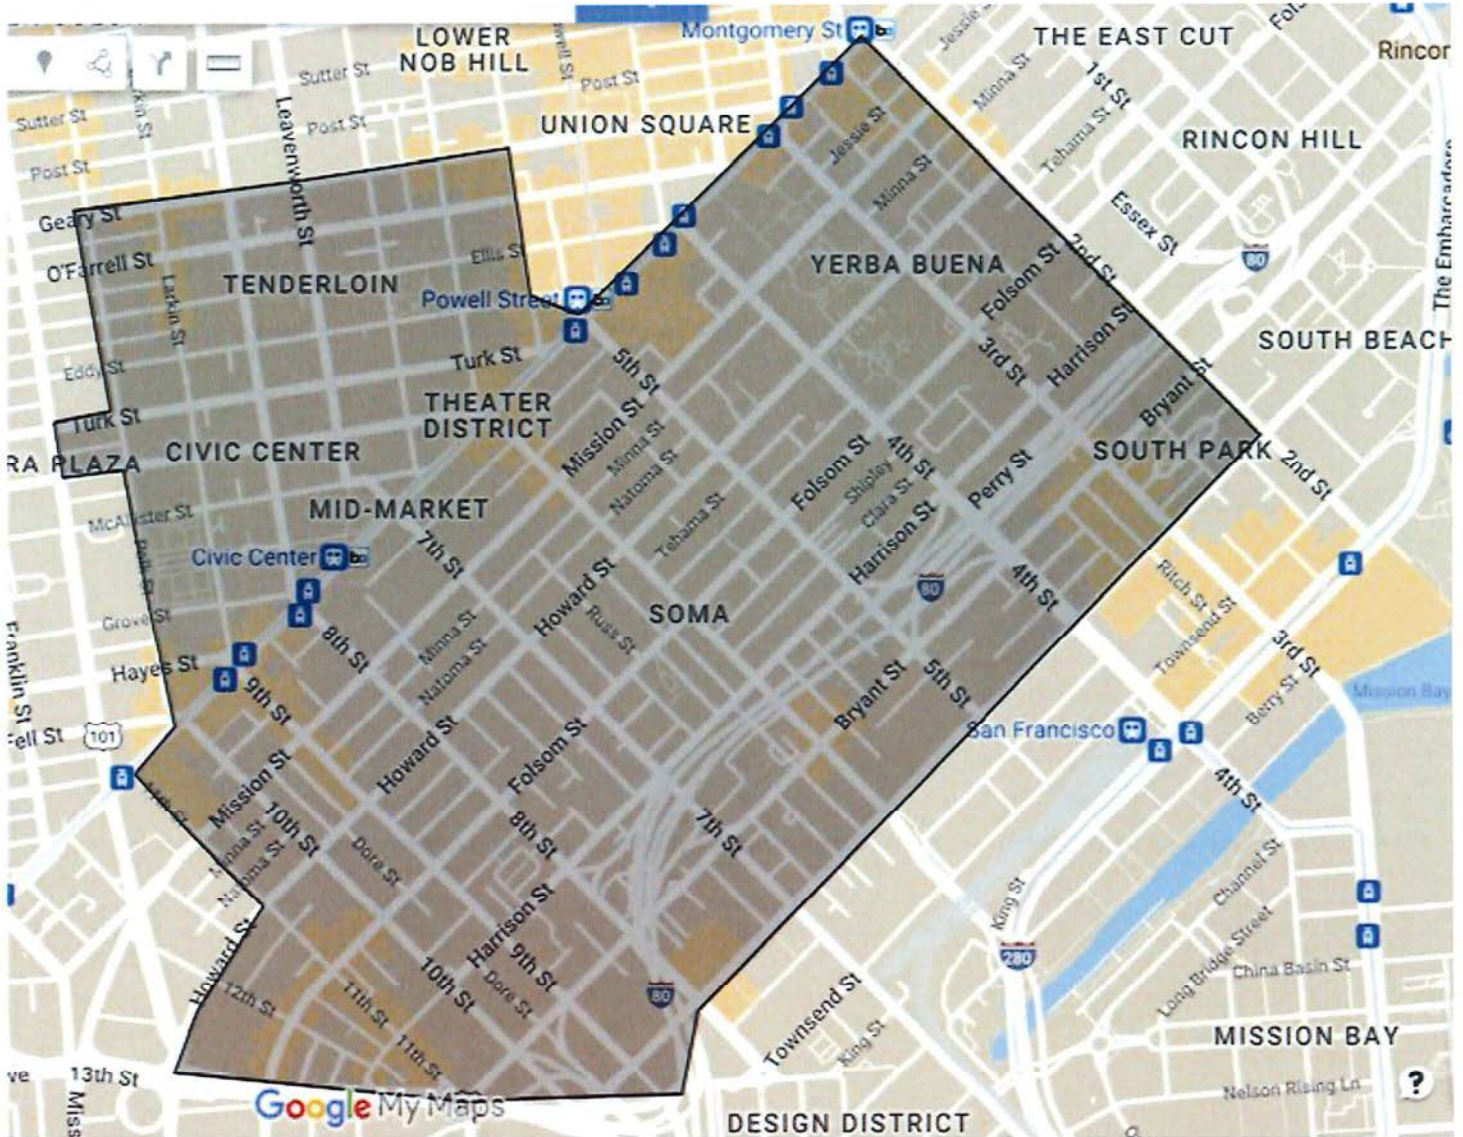 Montgomery St
LOWER
NOB HILL
THE EAST CUT
Rincor
Sutter St
Post St
Jessie
1st St
Minna St
Sutter St
Leavenworth St
Post St
UNION SQUARE
Jessie St
Tehama St
RINCON HILL
Post St
Minna St
Geary St
Essex St
The Embarcadero
O'Farrell St
Ellis St
TENDERLOIN
YERBA BUENA
Folsom St
2nd St
80
Larkin St
Powell Street
Harrison St
SOUTH BEACH
Eddy St
Turk St
5th St
3rd St
Bryant St
THEATER
DISTRICT
Turk St
Mission St
Minna St
Natoma St
RA PLAZA
CIVIC CENTER
Folsom St
4th St
Shipley
Clara St
Perry St
SOUTH PARK
2nd St
McAllister St
MID-MARKET
Tehama St
Harrison St
Civic Center
7th St
Polk St
Howard St
80
4th St
Ritch St
Townsend St
Grove St
SOMA
Russ St
Franklin St
Hayes St
8th St
Minna St
Natoma St
3rd St
9th St
Bryant St
5th St
Berry St
Mission Bay
Fell St
101
San Francisco
Howard St
Folsom St
Mission St
4th St
11th St
10th St
Natoma St
Dore St
8th St
7th St
Channel St
King St
Howard St
Harrison St
9th St
10th St
Dore St
Long Bridge Street
280
China Basin St
12th St
11th St
80
11th St
Townsend St
King St
MISSION BAY
ve
13th St
Miss
Google My Maps
Nelson Rising Ln
?
DESIGN DISTRICT